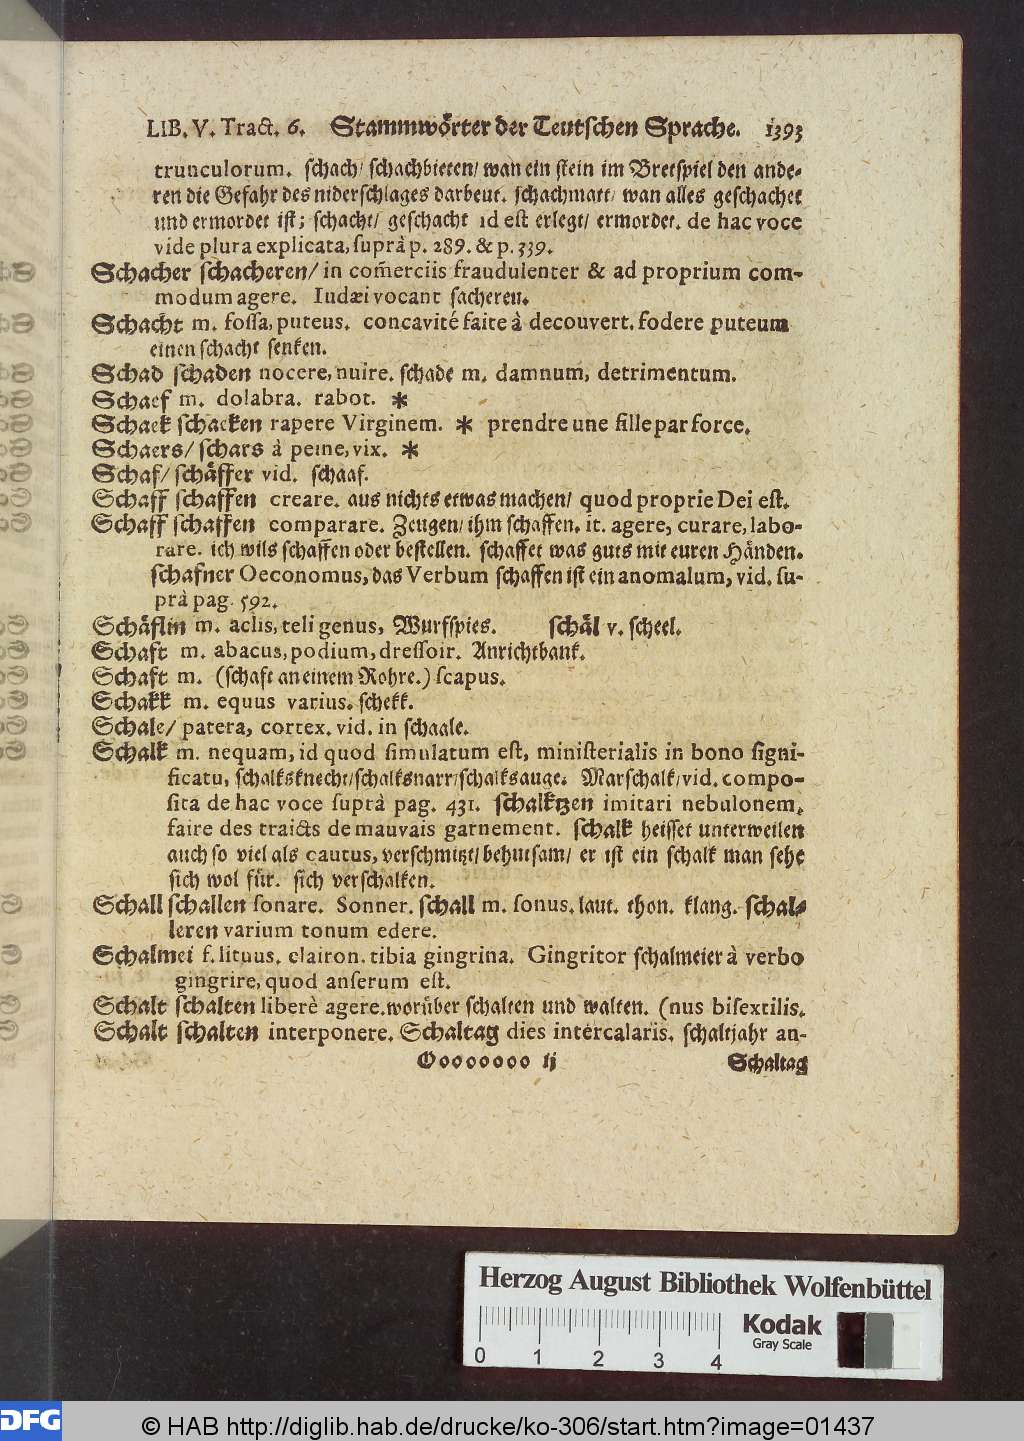 LIB. V. Tract. 6. Stammwörter der Teutschen Sprache. 1393
trunculorum. schach/ schachbieten/ wan ein stein im Bretspiel den ande-
ren die Gefahr des niderschlages darbeut. schachmatt/ wan alles geschachet
und ermordet ist; schacht/ geschacht id est erlegt/ ermordet. de hac voce
vide plura explicata, suprà p. 289. & p. 339.
Schacher schacheren/ in com̃erciis fraudulenter & ad proprium com-
modum agere. Iudæi vocant sacheren.
Schacht m. fossa, puteus. concavité faite à decouvert. fodere puteum
einen schacht senken.
Schad schaden nocere, nuire. schade m. damnum, detrimentum.
Schaef m. dolabra. rabot. *
Schaek schaeken rapere Virginem. * prendre une fille par force.
Schaers/ schars à peine, vix. *
Schaf/ schäffer vid. schaaf.
Schaff schaffen creare. aus nichts etwas machen/ quod proprie Dei est.
Schaff schaffen comparare. Zeugen/ ihm schaffen. it. agere, curare, labo-
rare. ich wils schaffen oder bestellen. schaffet was guts mit euren Händen.
schafner Oeconomus, das Verbum schaffen ist ein anomalum, vid. su-
prà pag. 592.
Schäflin m. aclis, teli genus, Wurfspies. schäl v. scheel.
Schaft m. abacus, podium, dressoir. Anrichtbank.
Schaft m. (schaft an einem Rohre.) scapus.
Schakk m. equus varius. schekk.
Schale/ patera, cortex. vid. in schaale.
Schalk m. nequam, id quod simulatum est, ministerialis in bono signi-
ficatu, schalksknecht/ schalksnarr/ schalksauge. Marschalk/ vid. compo-
sita de hac voce suprà pag. 431. schalktzen imitari nebulonem,
faire des traicts de mauvais garnement. schalk heisset unterweilen
auch so viel als cautus, verschmitzt/ behutsam/ er ist ein schalk man sehe
sich wol für. sich verschalken.
Schall schallen sonare. Sonner. schall m. sonus. laut. thon. klang. schal-
leren varium tonum edere.
Schalmei f. lituus. clairon. tibia gingrina. Gingritor schalmeier à verbo
gingrire, quod anserum est.
Schalt schalten liberè agere. worüber schalten und walten. (nus bisextilis.
Schalt schalten interponere. Schaltag dies intercalaris. schaltjahr an-
Oooooooo ij Schaltag
Herzog August Bibliothek Wolfenbüttel
0 1 2 3 4
Kodak
Gray Scale
DFG
© HAB http://diglib.hab.de/drucke/ko-306/start.htm?image=01437